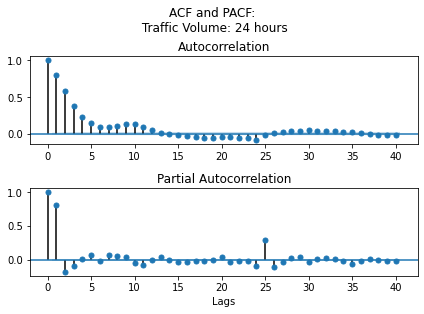 ACF and PACF:
Traffic Volume: 24 hours
Autocorrelation
1.0
0.5
0.0
0 5 10 15 20 25 30 35 40
Partial Autocorrelation
1.0
0.5
0.0
0 5 10 15 20 25 30 35 40
Lags